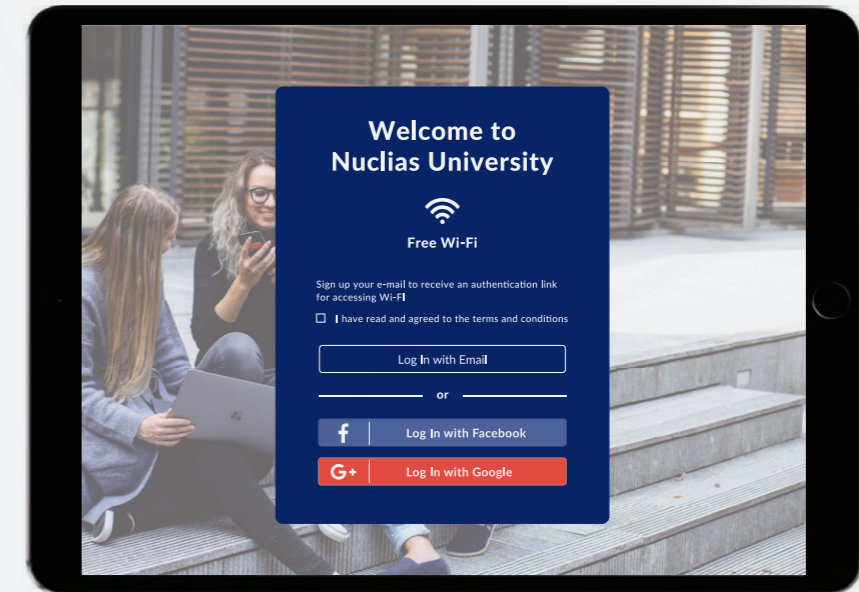 Welcome to
Nuclias University
Free Wi-Fi
Sign up your e-mail to receive an authentication link
for accessing Wi-FI
I have read and agreed to the terms and conditions
Log In with Email
or
f Log In with Facebook
G+ Log In with Google